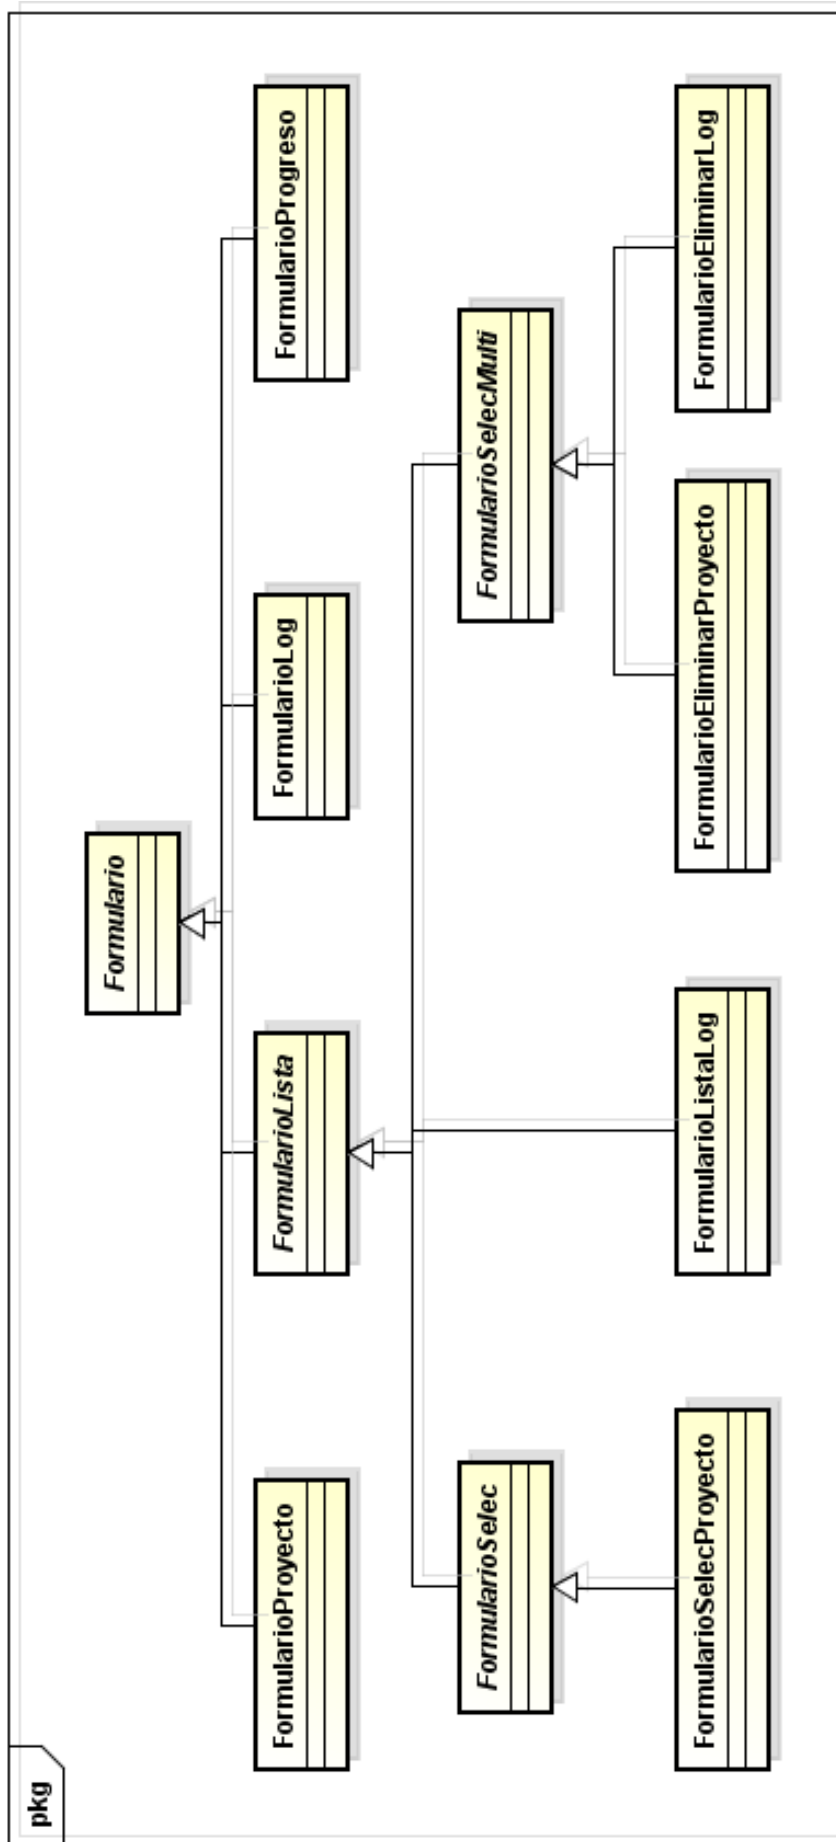 pkg
Formulario
FormularioProyecto
FormularioLista
FormularioLog
FormularioProgreso
FormularioSelec
FormularioSelecMulti
FormularioSelecProyecto
FormularioListaLog
FormularioEliminarProyecto
FormularioEliminarLog